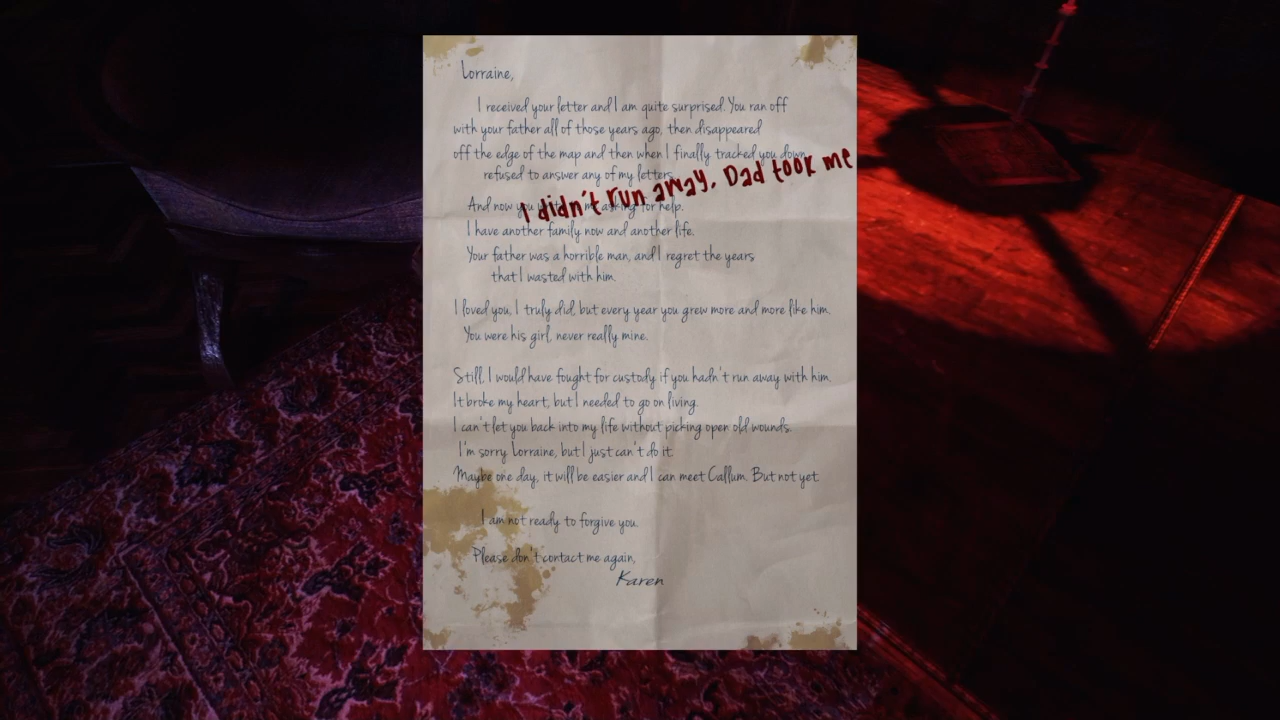 Lorraine,
I received your letter and I am quite surprised. You ran off
with your father all of those years ago, then disappeared
off the edge of the map and then when I finally tracked you down
refused to answer any of my letters
I didn't run away, Dad took me
And now you me asking for help.
I have another family now and another life.
Your father was a horrible man, and I regret the years
that I wasted with him.
I loved you. I truly did, but every year you grew more and more like him.
You were his girl, never really mine.
Still, I would have fought for custody if you hadn't run away with him.
It broke my heart, but I needed to go on living.
I can't let you back into my life without picking open old wounds.
I'm sorry Lorraine, but I just can't do it
Maybe one day, it will be easier and I can meet Callum. But not yet.
I am not ready to forgive you.
Please don't contact me again,
Karen